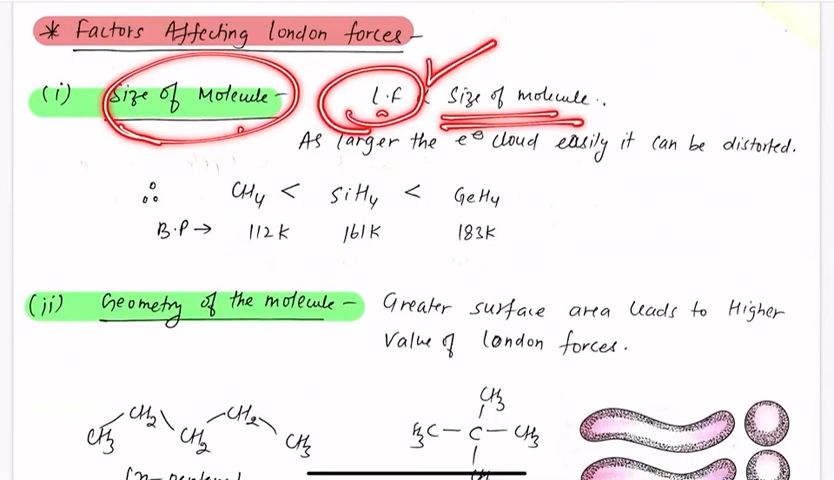 * Factors Affecting london forces-
(i) Size of Molecule- L.F ∝ Size of molecule..
As larger the e⊖ cloud easily it can be distorted.
∴ CH4 < SiH4 < GeH4
B.P→ 112K 161K 183K
(ii) Geometry of the molecule- Greater surface area leads to Higher
Value of london forces.
CH3 CH2 CH2 CH2 CH3
CH3
H3C - C - CH3